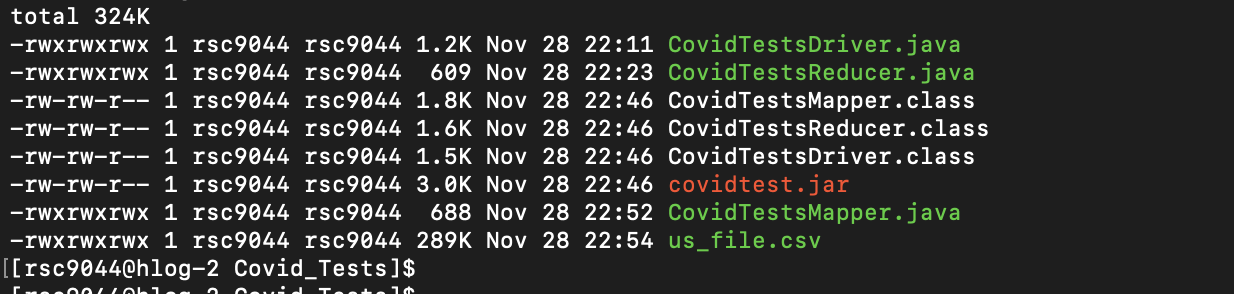 total 324K
-rwxrwxrwx 1 rsc9044 rsc9044 1.2K Nov 28 22:11 CovidTestsDriver.java
-rwxrwxrwx 1 rsc9044 rsc9044  609 Nov 28 22:23 CovidTestsReducer.java
-rw-rw-r-- 1 rsc9044 rsc9044 1.8K Nov 28 22:46 CovidTestsMapper.class
-rw-rw-r-- 1 rsc9044 rsc9044 1.6K Nov 28 22:46 CovidTestsReducer.class
-rw-rw-r-- 1 rsc9044 rsc9044 1.5K Nov 28 22:46 CovidTestsDriver.class
-rw-rw-r-- 1 rsc9044 rsc9044 3.0K Nov 28 22:46 covidtest.jar
-rwxrwxrwx 1 rsc9044 rsc9044  688 Nov 28 22:52 CovidTestsMapper.java
-rwxrwxrwx 1 rsc9044 rsc9044 289K Nov 28 22:54 us_file.csv
[[rsc9044@hlog-2 Covid_Tests]$
[rsc9044@hlog-2 Covid_Tests]$